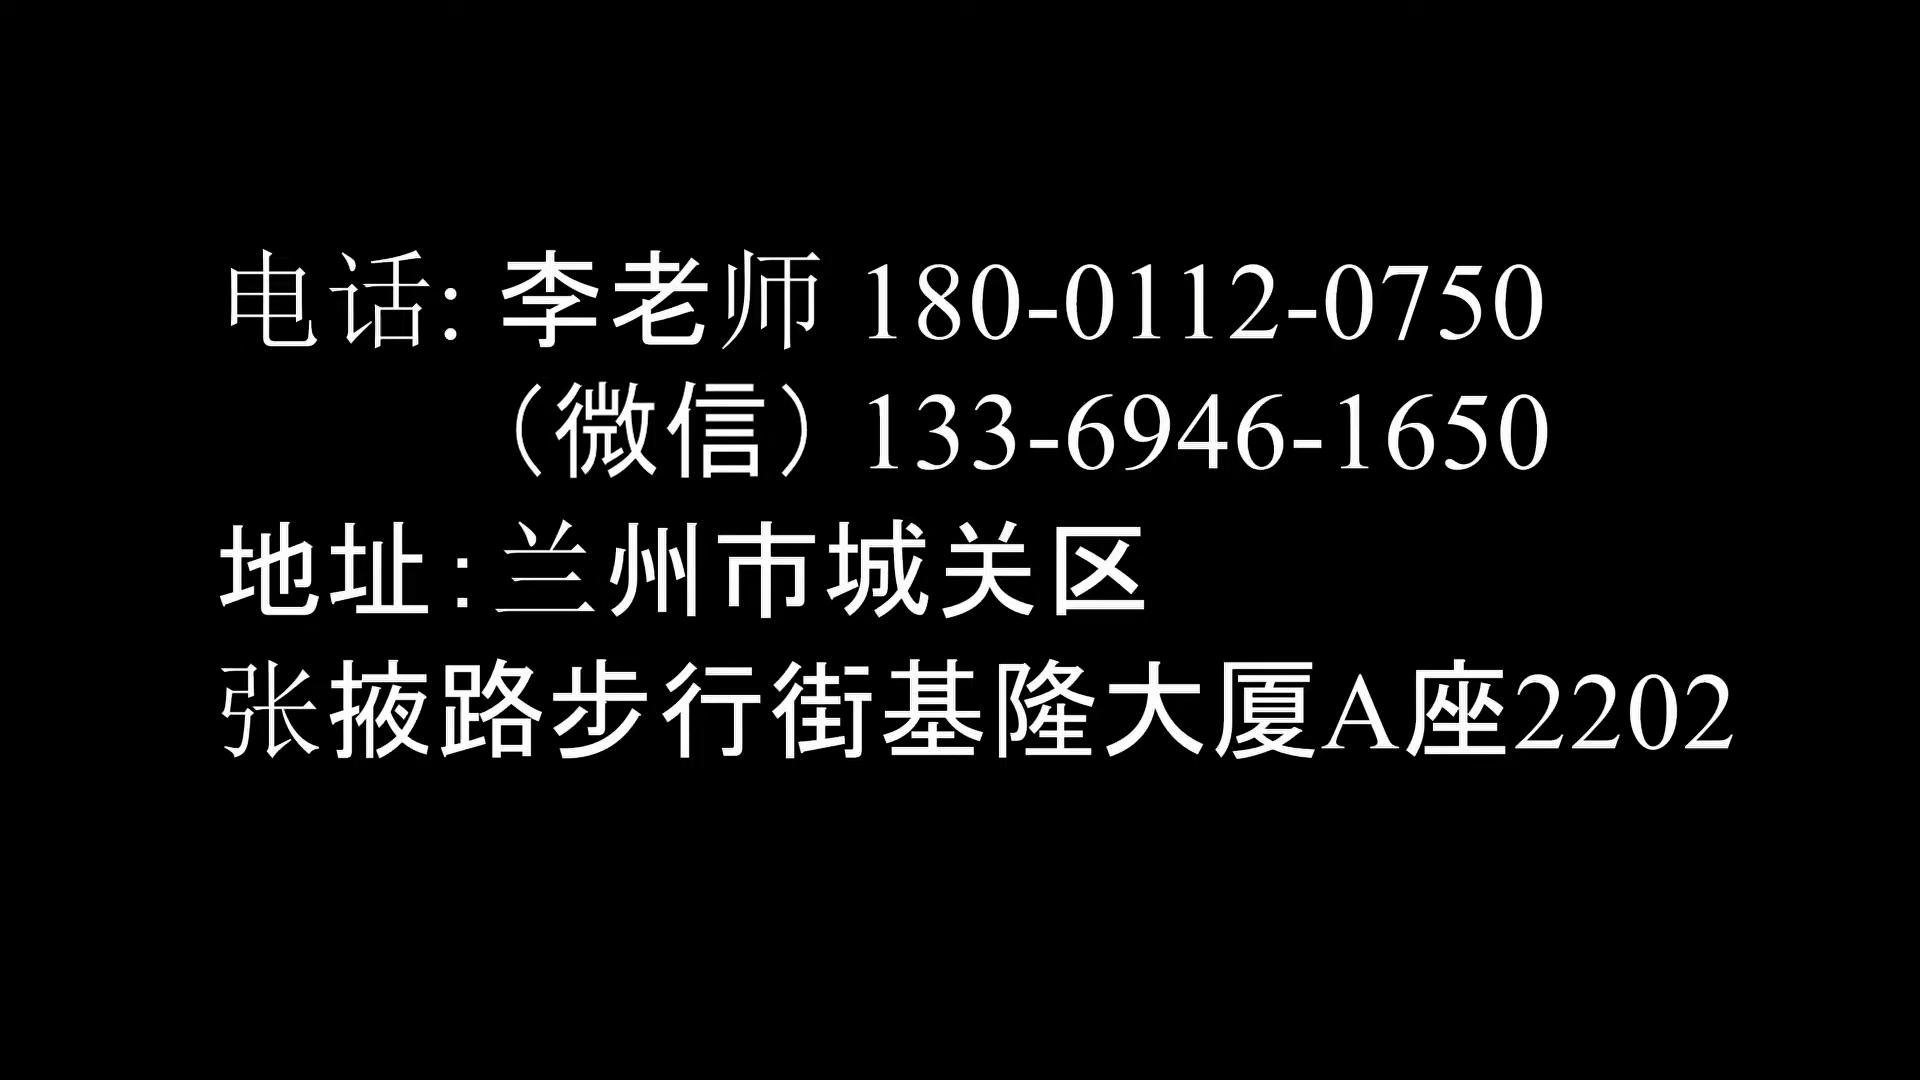 电话: 李老师 180-0112-0750
（微信）133-6946-1650
地址:兰州市城关区
张掖路步行街基隆大厦A座2202